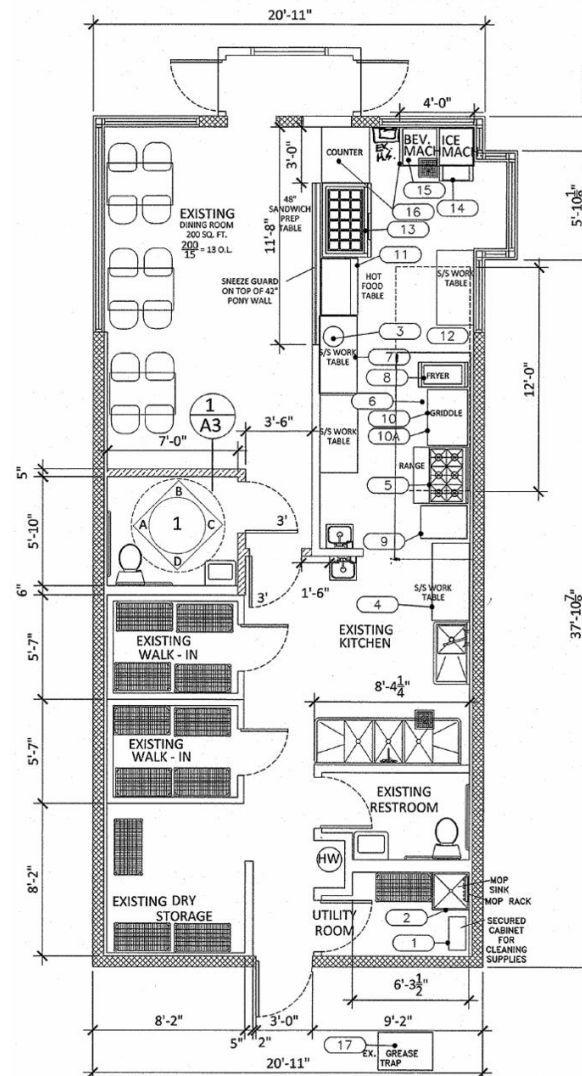 20'-11"
4'-0"
3'-0"
COUNTER
EX. H.S.
BEV. MACH
ICE MACH
15
14
16
13
5'-10 1/8"
EXISTING
DINING ROOM
200 SQ. FT.
200/15 = 13 O.L.
48"
SANDWICH
PREP
TABLE
11'-8"
SNEEZE GUARD
ON TOP OF 42"
PONY WALL
11
HOT
FOOD
TABLE
S/S WORK
TABLE
12
3
S/S WORK
TABLE
7
8
FRYER
6
10
GRIDDLE
10A
12'-0"
S/S WORK
TABLE
RANGE
5
9
1
A3
3'-6"
7'-0"
5"
5'-10"
6"
B
A
1
C
D
3'
3'
1'-6"
4
S/S WORK
TABLE
EXISTING
KITCHEN
37'-10 7/8"
8'-4 1/4"
5'-7"
EXISTING
WALK - IN
5'-7"
EXISTING
WALK - IN
EXISTING
RESTROOM
HW
8'-2"
EXISTING DRY
STORAGE
UTILITY
ROOM
2
1
MOP
SINK
MOP RACK
SECURED
CABINET
FOR
CLEANING
SUPPLIES
6'-3 1/2"
8'-2"
5"
2"
3'-0"
9'-2"
17
EX. GREASE
TRAP
20'-11"